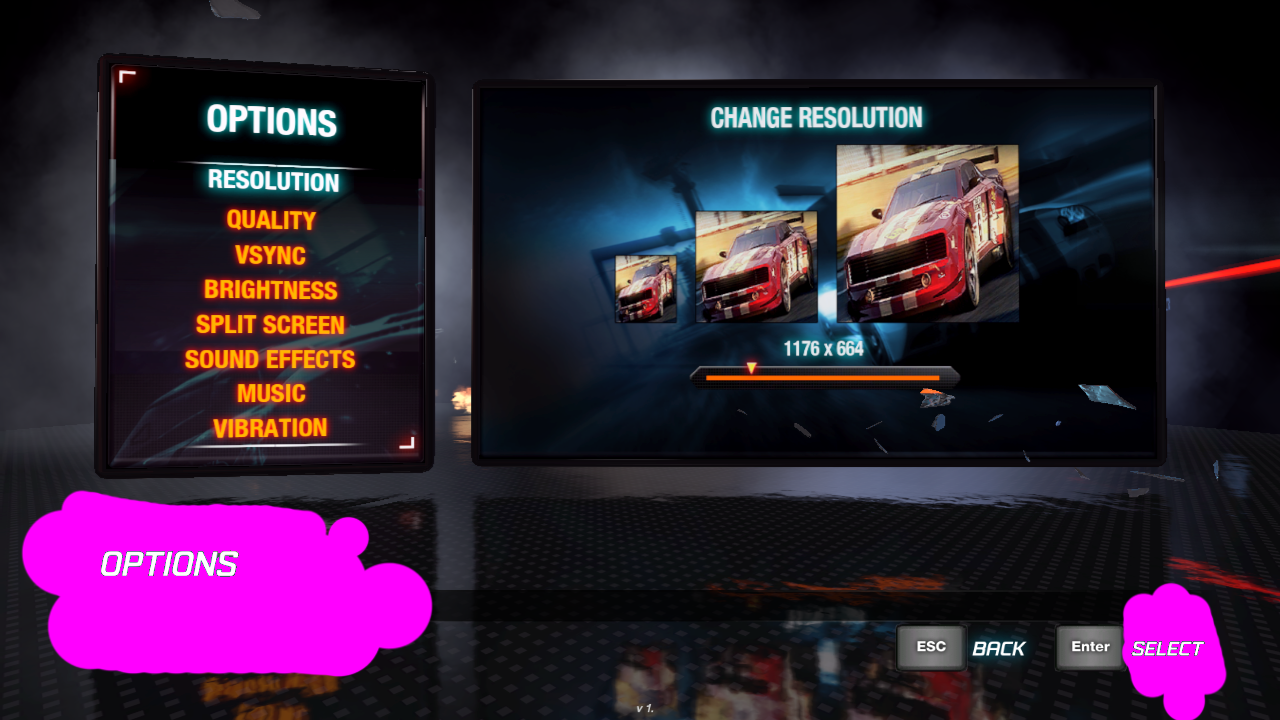 OPTIONS
RESOLUTION
QUALITY
VSYNC
BRIGHTNESS
SPLIT SCREEN
SOUND EFFECTS
MUSIC
VIBRATION
CHANGE RESOLUTION
1176 x 664
OPTIONS
ESC BACK Enter SELECT
v 1.